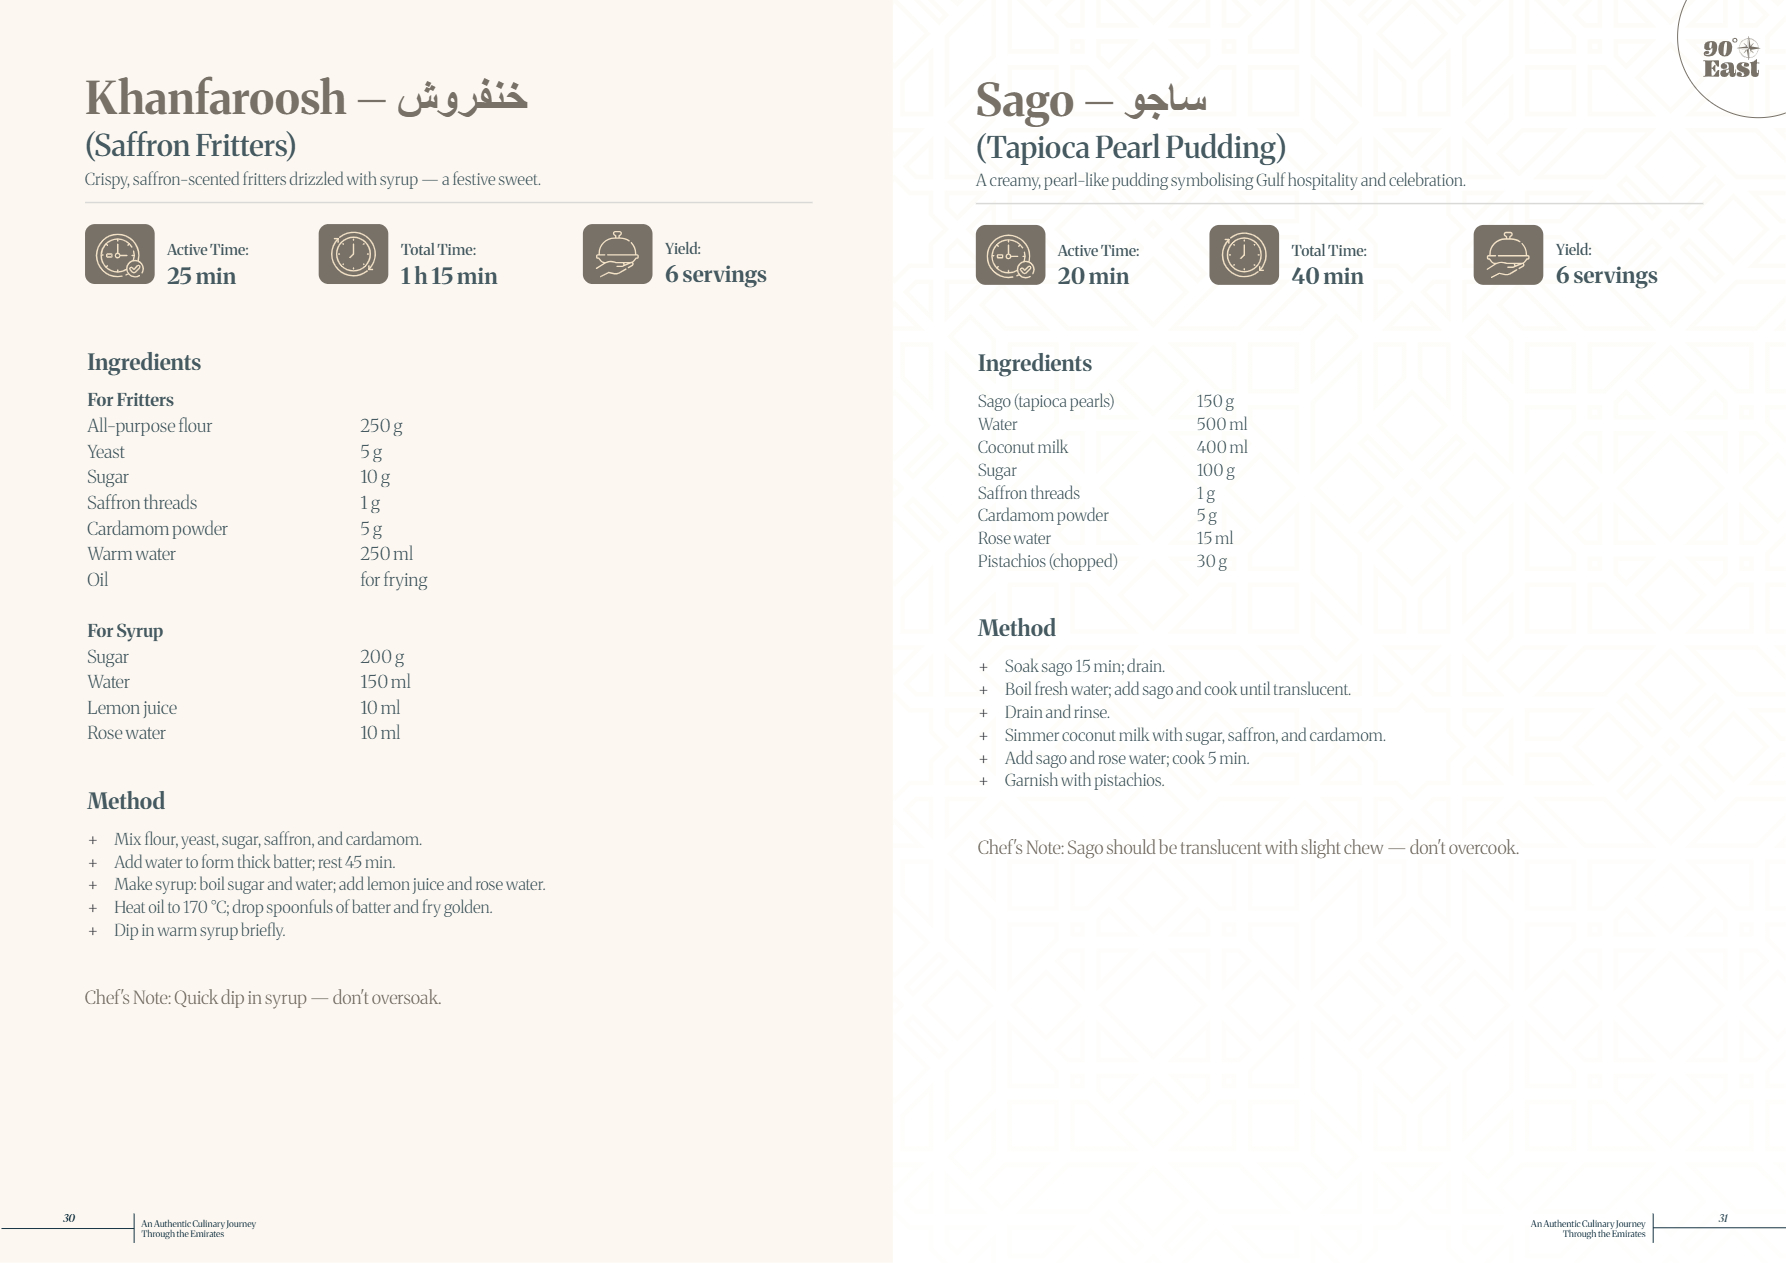 Khanfaroosh — خنفروش
(Saffron Fritters)
Crispy, saffron-scented fritters drizzled with syrup — a festive sweet.
Active Time:
25 min
Total Time:
1 h 15 min
Yield:
6 servings
Ingredients
For Fritters
All-purpose flour 250 g
Yeast 5 g
Sugar 10 g
Saffron threads 1 g
Cardamom powder 5 g
Warm water 250 ml
Oil for frying
For Syrup
Sugar 200 g
Water 150 ml
Lemon juice 10 ml
Rose water 10 ml
Method
+ Mix flour, yeast, sugar, saffron, and cardamom.
+ Add water to form thick batter; rest 45 min.
+ Make syrup: boil sugar and water; add lemon juice and rose water.
+ Heat oil to 170 °C; drop spoonfuls of batter and fry golden.
+ Dip in warm syrup briefly.
Chef's Note: Quick dip in syrup — don't oversoak.
30
An Authentic Culinary Journey
Through the Emirates
90°
East
Sago — ساجو
(Tapioca Pearl Pudding)
A creamy, pearl-like pudding symbolising Gulf hospitality and celebration.
Active Time:
20 min
Total Time:
40 min
Yield:
6 servings
Ingredients
Sago (tapioca pearls) 150 g
Water 500 ml
Coconut milk 400 ml
Sugar 100 g
Saffron threads 1 g
Cardamom powder 5 g
Rose water 15 ml
Pistachios (chopped) 30 g
Method
+ Soak sago 15 min; drain.
+ Boil fresh water; add sago and cook until translucent.
+ Drain and rinse.
+ Simmer coconut milk with sugar, saffron, and cardamom.
+ Add sago and rose water; cook 5 min.
+ Garnish with pistachios.
Chef's Note: Sago should be translucent with slight chew — don't overcook.
An Authentic Culinary Journey
Through the Emirates
31